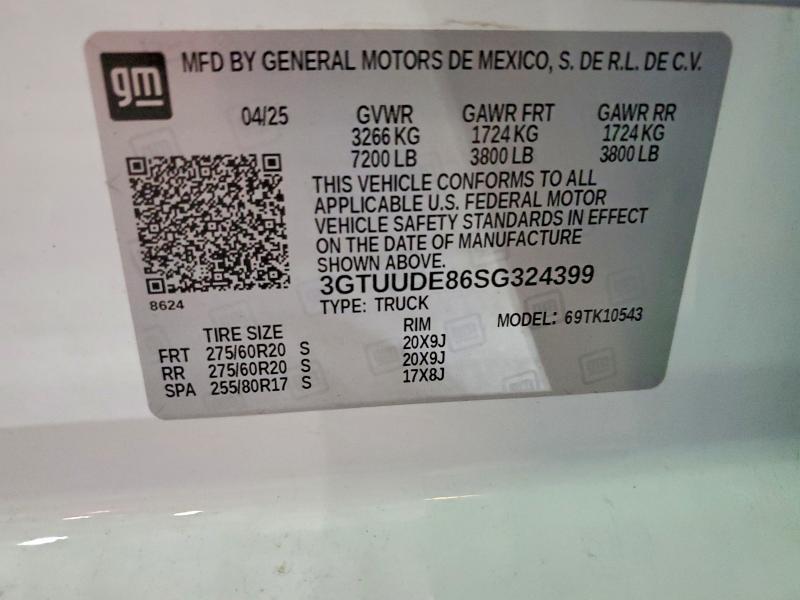 gm
MFD BY GENERAL MOTORS DE MEXICO, S. DE R.L. DE C.V.
04/25 GVWR GAWR FRT GAWR RR
3266 KG 1724 KG 1724 KG
7200 LB 3800 LB 3800 LB
THIS VEHICLE CONFORMS TO ALL
APPLICABLE U.S. FEDERAL MOTOR
VEHICLE SAFETY STANDARDS IN EFFECT
ON THE DATE OF MANUFACTURE
SHOWN ABOVE.
3GTUUDE86SG324399
8624
TYPE: TRUCK
MODEL: 69TK10543
TIRE SIZE RIM
FRT 275/60R20 S 20X9J
RR 275/60R20 S 20X9J
SPA 255/80R17 S 17X8J